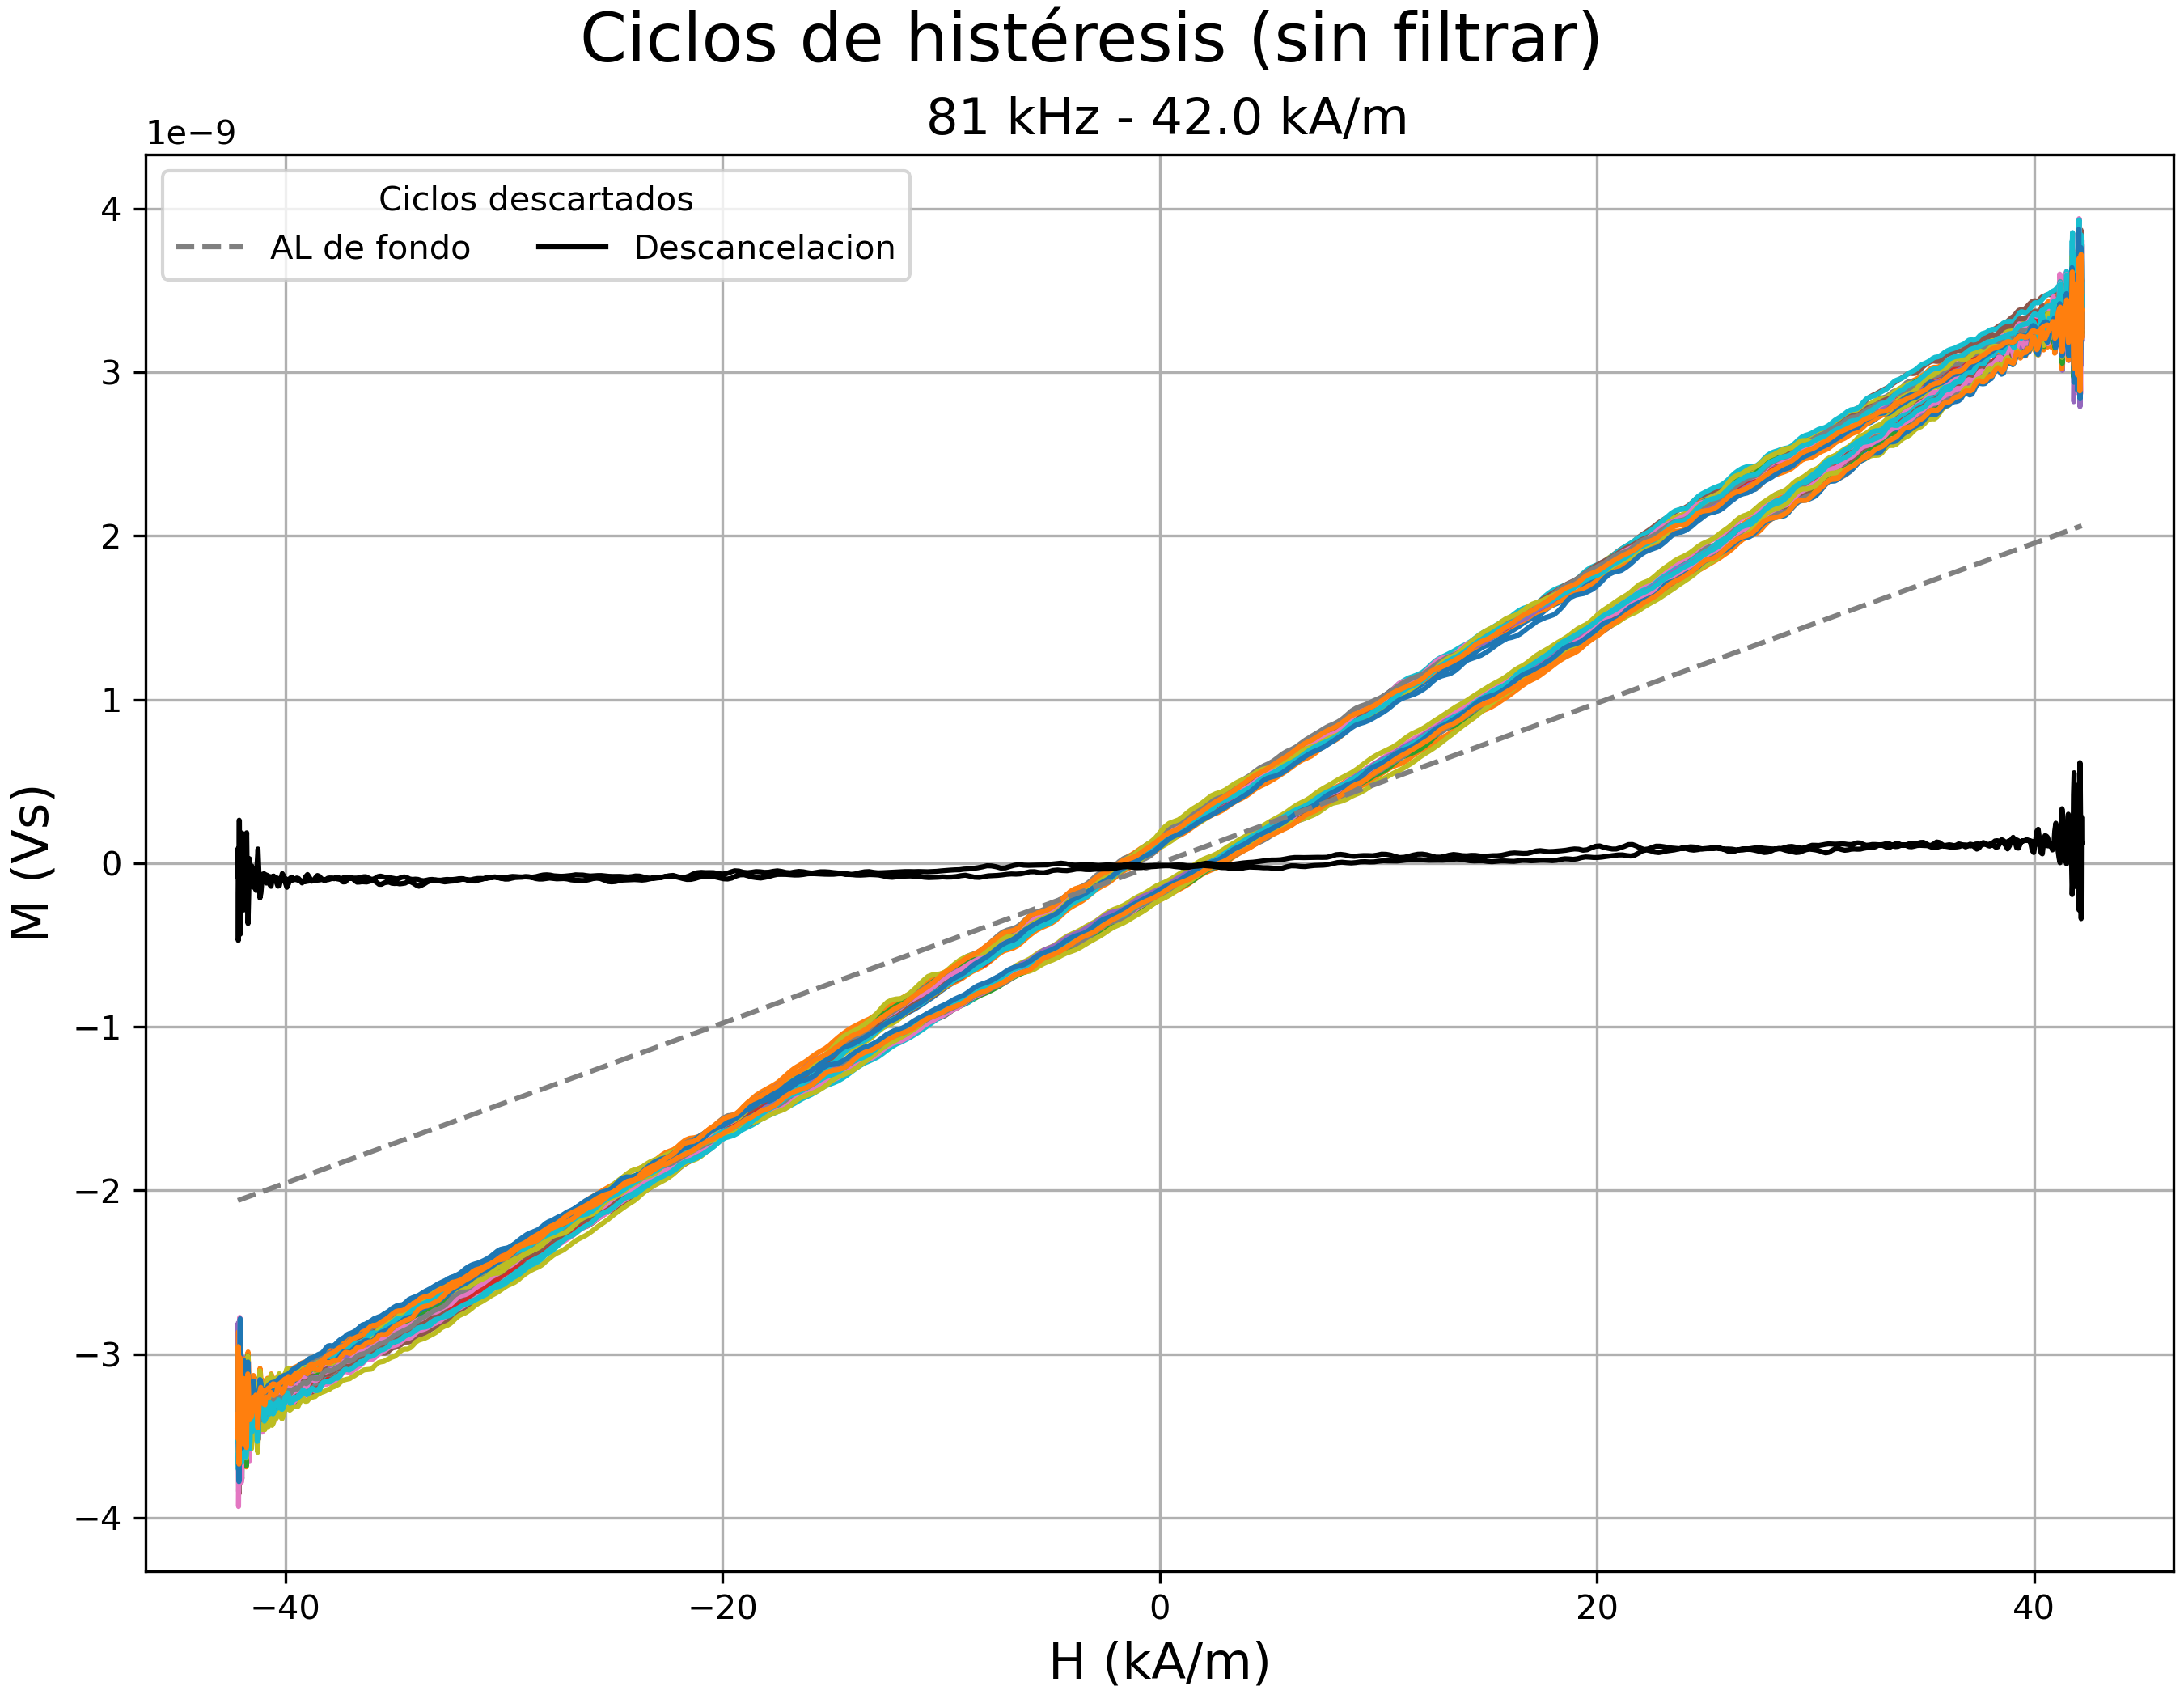 Ciclos de histéresis (sin filtrar)
81 kHz - 42.0 kA/m
1e−9
Ciclos descartados
AL de fondo
Descancelacion
4
3
2
1
0
−1
−2
−3
−4
M (Vs)
−40
−20
0
20
40
H (kA/m)